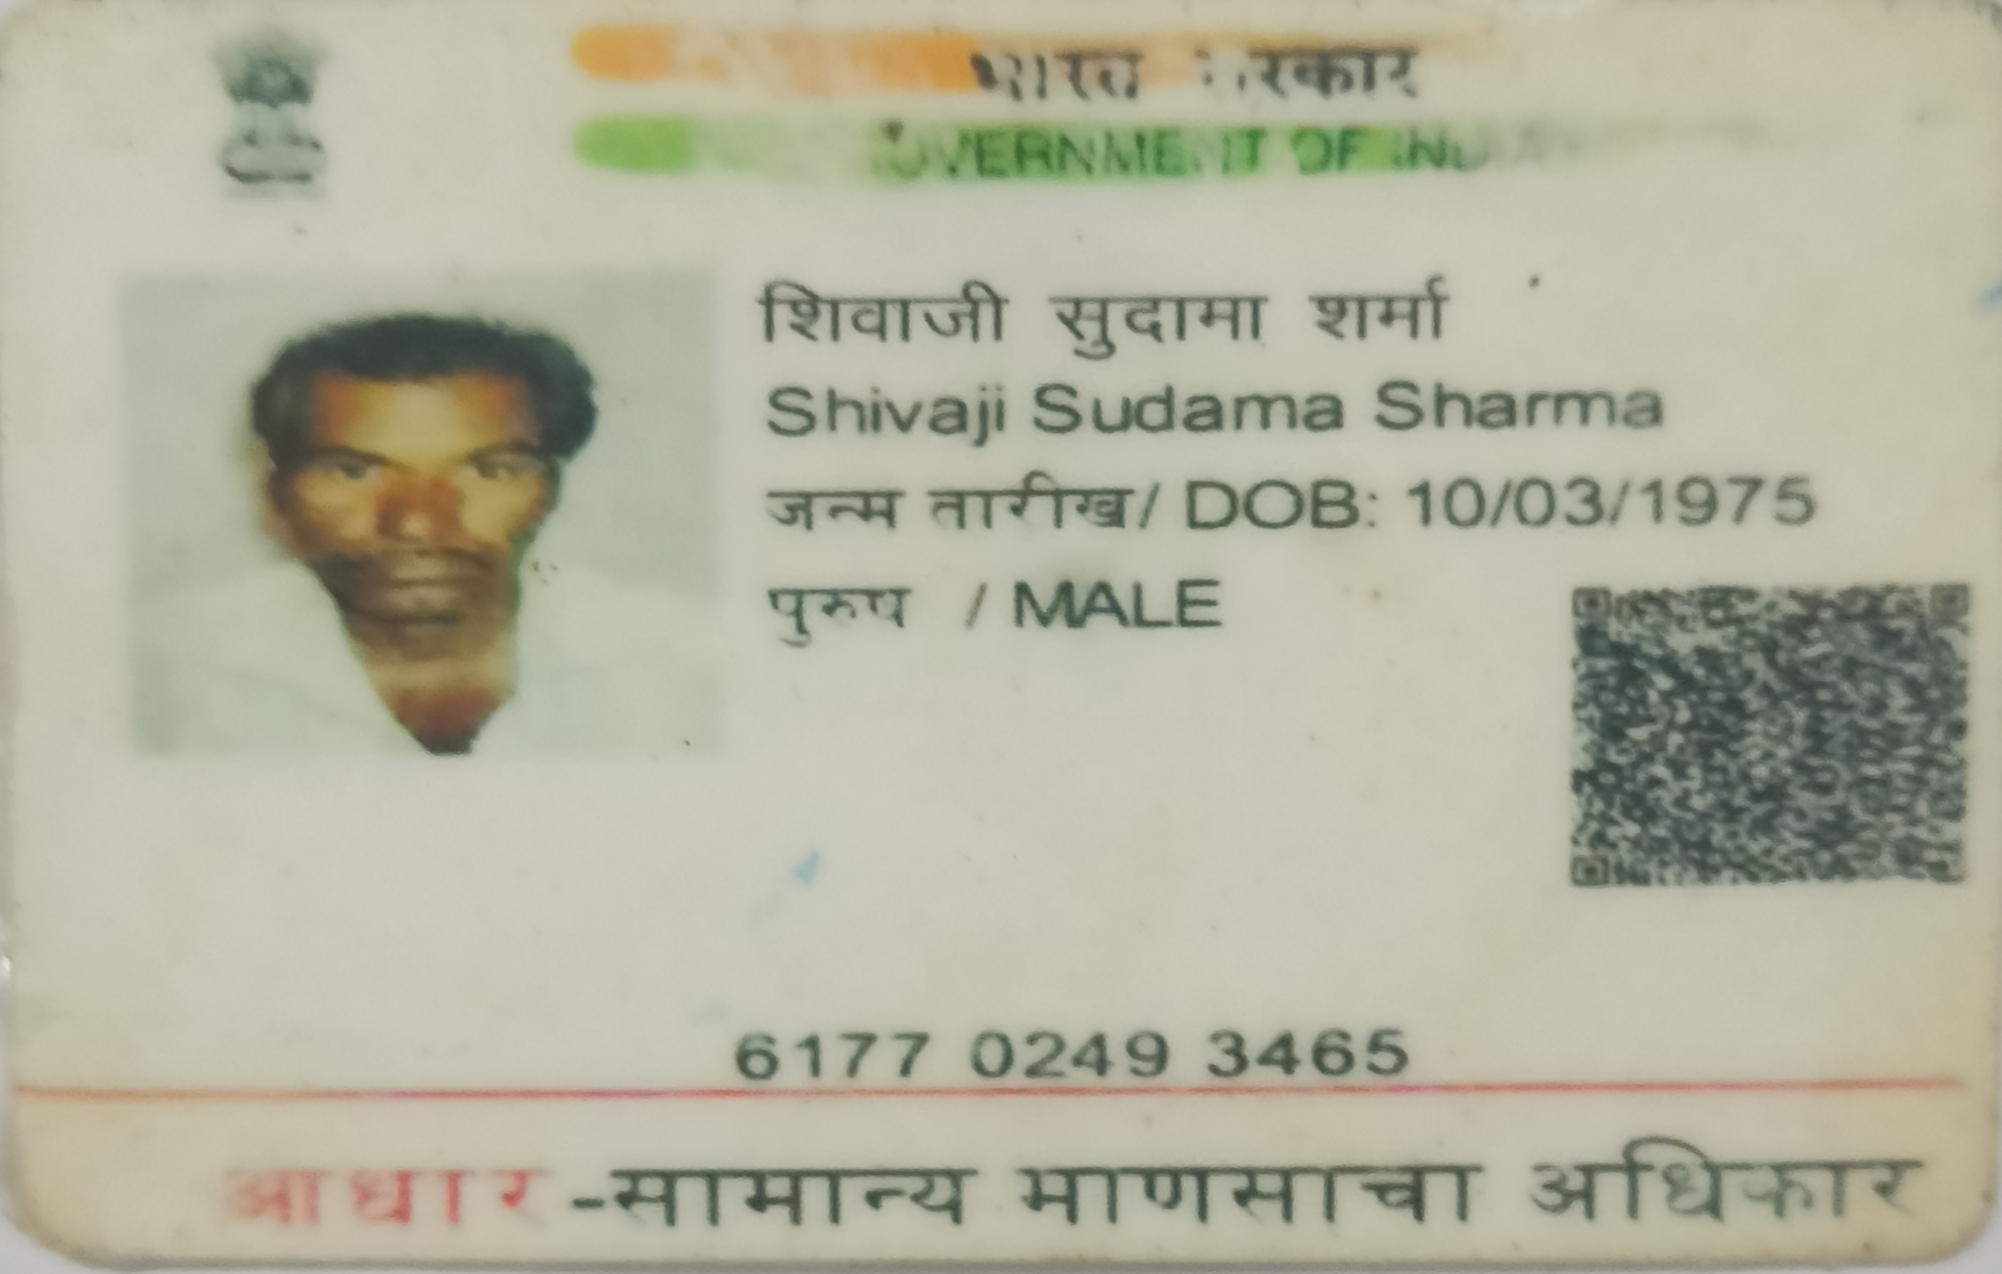 भारत सरकार
GOVERNMENT OF INDIA
शिवाजी सुदामा शर्मा
Shivaji Sudama Sharma
जन्म तारीख/ DOB: 10/03/1975
पुरुष / MALE
6177 0249 3465
आधार-सामान्य माणसाचा अधिकार